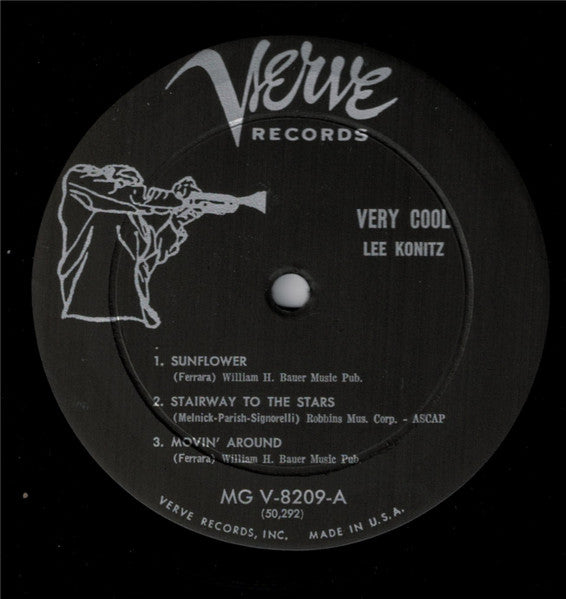 Verve
RECORDS
VERY COOL
LEE KONITZ
1. SUNFLOWER
(Ferrara) William H. Bauer Music Pub.
2. STAIRWAY TO THE STARS
(Melnick-Parish-Signorelli) Robbins Mus. Corp. - ASCAP
3. MOVIN' AROUND
(Ferrara) William H. Bauer Music Pub
MG V-8209-A
(50,292)
VERVE RECORDS, INC. MADE IN U.S.A.